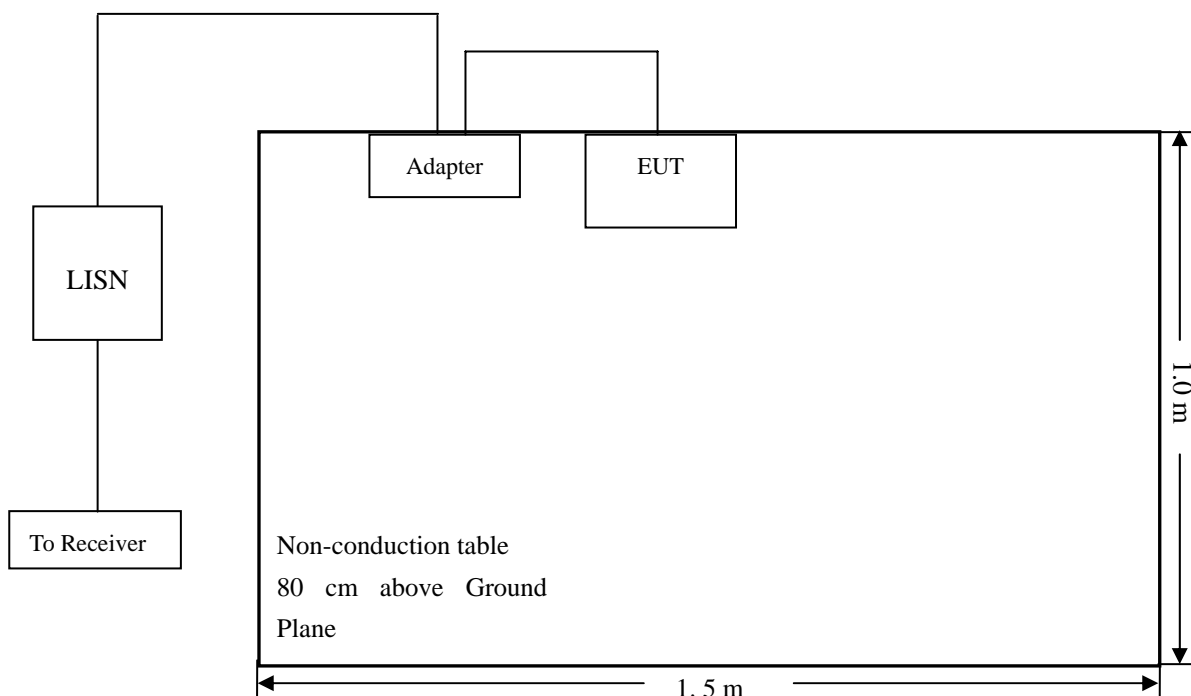 Adapter
EUT
LISN
1.0 m
To Receiver
Non-conduction table
80 cm above Ground
Plane
1. 5 m